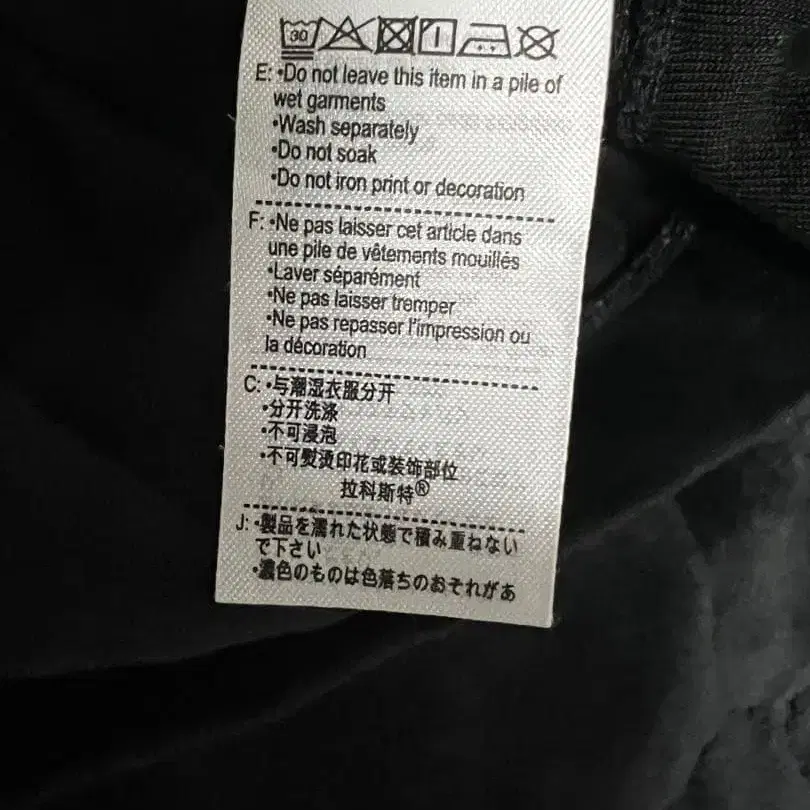 30
E: •Do not leave this item in a pile of
wet garments
•Wash separately
•Do not soak
•Do not iron print or decoration
F: •Ne pas laisser cet article dans
une pile de vêtements mouillés
•Laver séparément
•Ne pas laisser tremper
•Ne pas repasser l'impression ou
la décoration
C: •与潮湿衣服分开
•分开洗涤
•不可浸泡
•不可熨烫印花或装饰部位
拉科斯特®
J: •製品を濡れた状態で積み重ねない
で下さい
•濃色のものは色落ちのおそれがあ